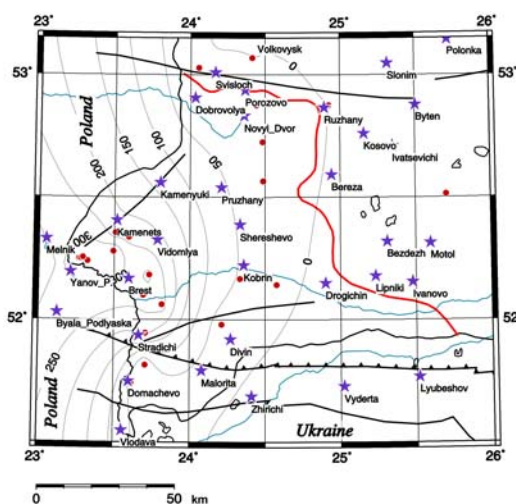 23° 24° 25° 26°
Volkovysk
Polonka
0
53° 53°
Slonim
Svisloch
Porozovo
Dobrovolya
Ruzhany
Byten
Novyl_Dvor
Poland
100
150
200
Kosovo
Ivatsevichi
50
Kamenyuki
Pruzhany
Bereza
Kamenets
Shereshevo
300
Melnik
Vidomlya
Bezdezh
Motol
Yanov_P.
Brest
Kobrin
Lipniki
Drogichin
Ivanovo
Byala_Podlyaska
52° 52°
Stradichi
Divin
250
Poland
Domachevo
Malorita
Zhirichi
Vyderta
Lyubeshov
0
Vlodava
Ukraine
23° 24° 25° 26°
0 50
km